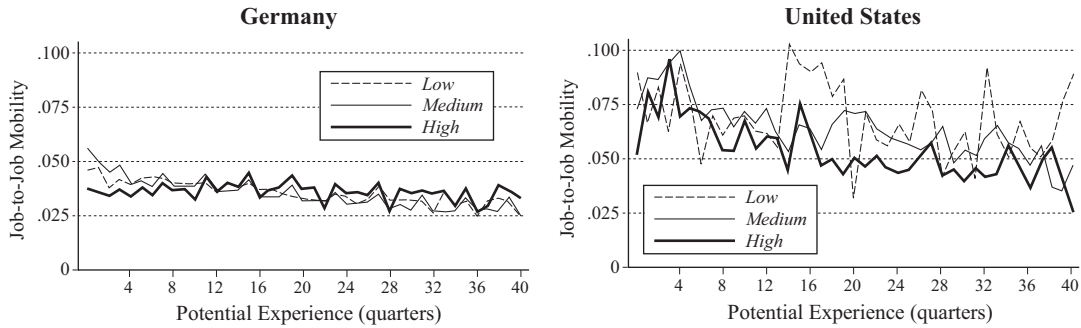 Germany
Job-to-Job Mobility
.100
.075
.050
.025
0
Low
Medium
High
4 8 12 16 20 24 28 32 36 40
Potential Experience (quarters)
United States
Job-to-Job Mobility
.100
.075
.050
.025
0
Low
Medium
High
4 8 12 16 20 24 28 32 36 40
Potential Experience (quarters)